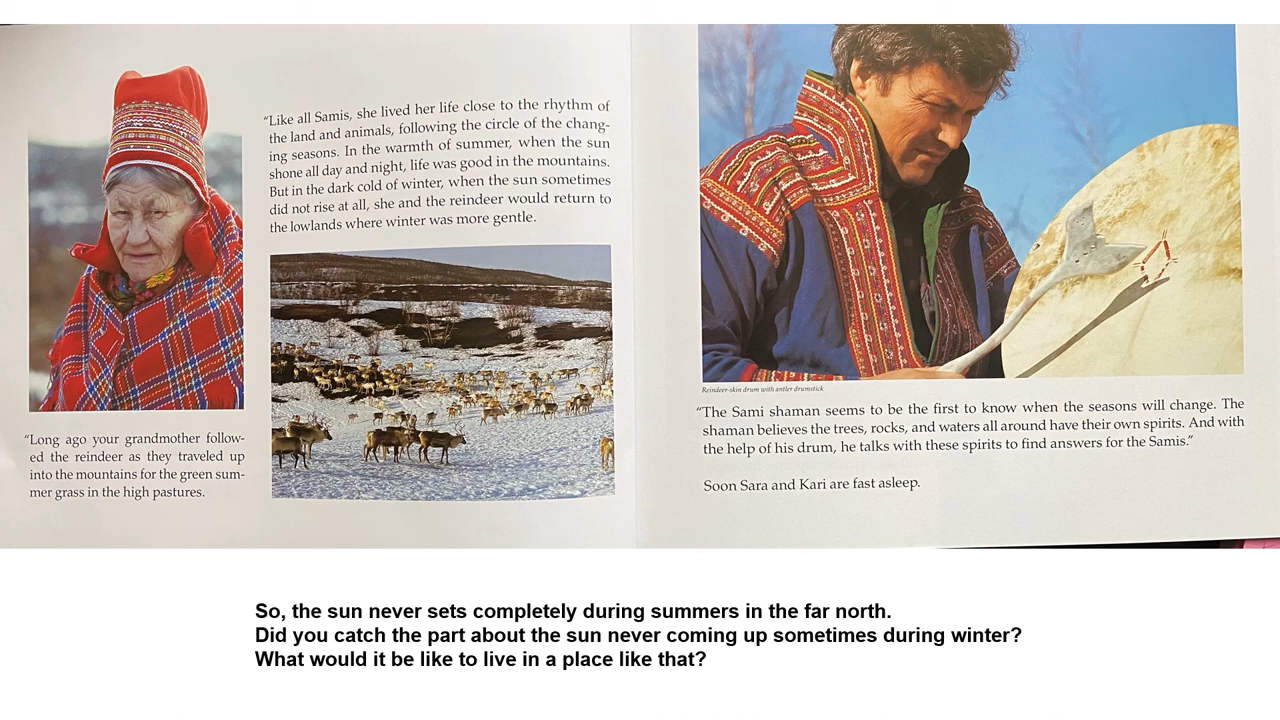 “Like all Samis, she lived her life close to the rhythm of
the land and animals, following the circle of the chang-
ing seasons. In the warmth of summer, when the sun
shone all day and night, life was good in the mountains.
But in the dark cold of winter, when the sun sometimes
did not rise at all, she and the reindeer would return to
the lowlands where winter was more gentle.
“Long ago your grandmother follow-
ed the reindeer as they traveled up
into the mountains for the green sum-
mer grass in the high pastures.
Reindeer-skin drum with antler drumstick
“The Sami shaman seems to be the first to know when the seasons will change. The
shaman believes the trees, rocks, and waters all around have their own spirits. And with
the help of his drum, he talks with these spirits to find answers for the Samis.”
Soon Sara and Kari are fast asleep.
So, the sun never sets completely during summers in the far north.
Did you catch the part about the sun never coming up sometimes during winter?
What would it be like to live in a place like that?